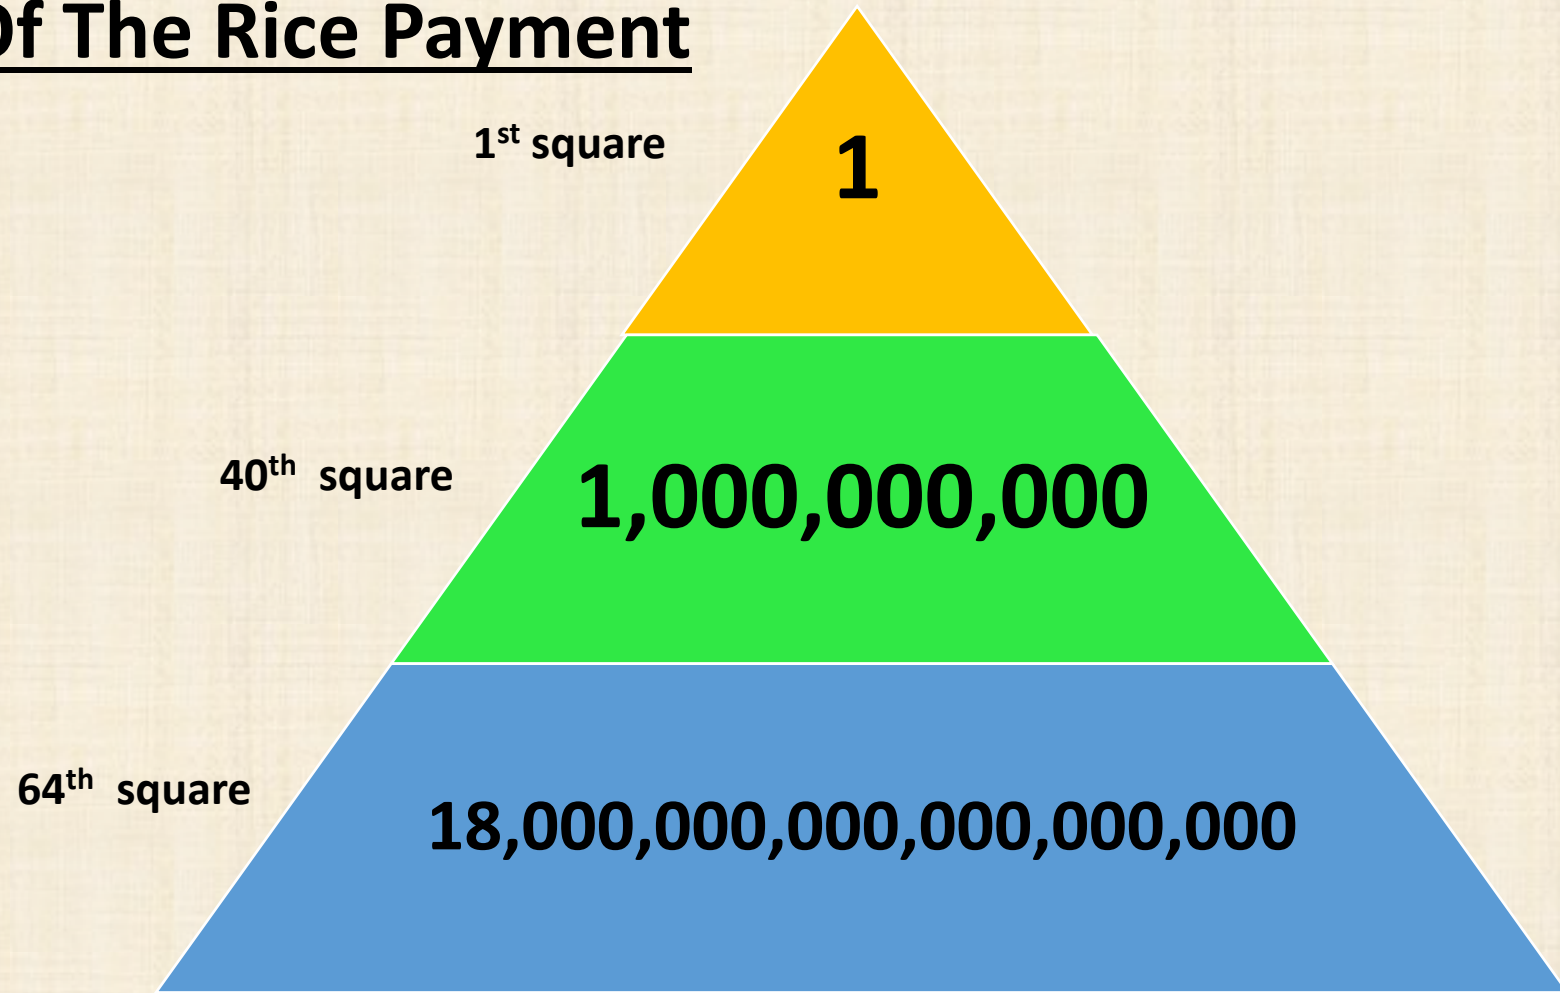 Of The Rice Payment
1st square
1
40th square
1,000,000,000
64th square
18,000,000,000,000,000,000